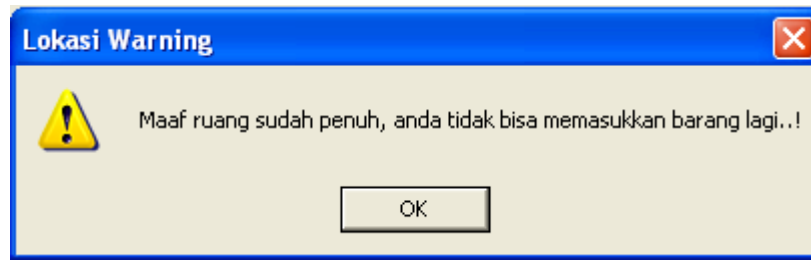 Lokasi Warning
Maaf ruang sudah penuh, anda tidak bisa memasukkan barang lagi..!
OK